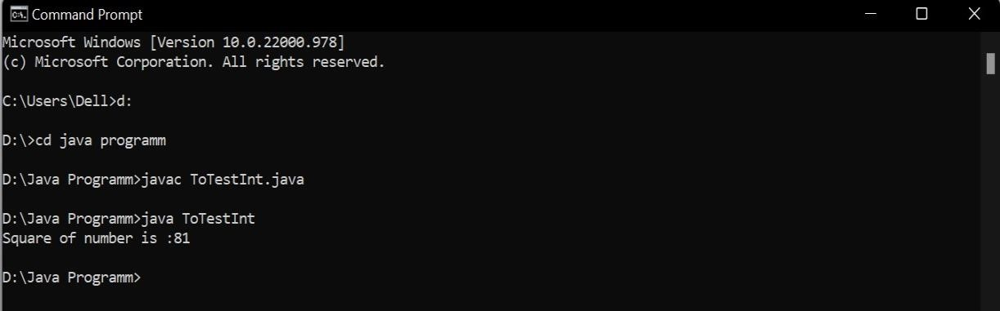 Command Prompt
Microsoft Windows [Version 10.0.22000.978]
(c) Microsoft Corporation. All rights reserved.
C:\Users\Dell>d:
D:\>cd java programm
D:\Java Programm>javac ToTestInt.java
D:\Java Programm>java ToTestInt
Square of number is :81
D:\Java Programm>